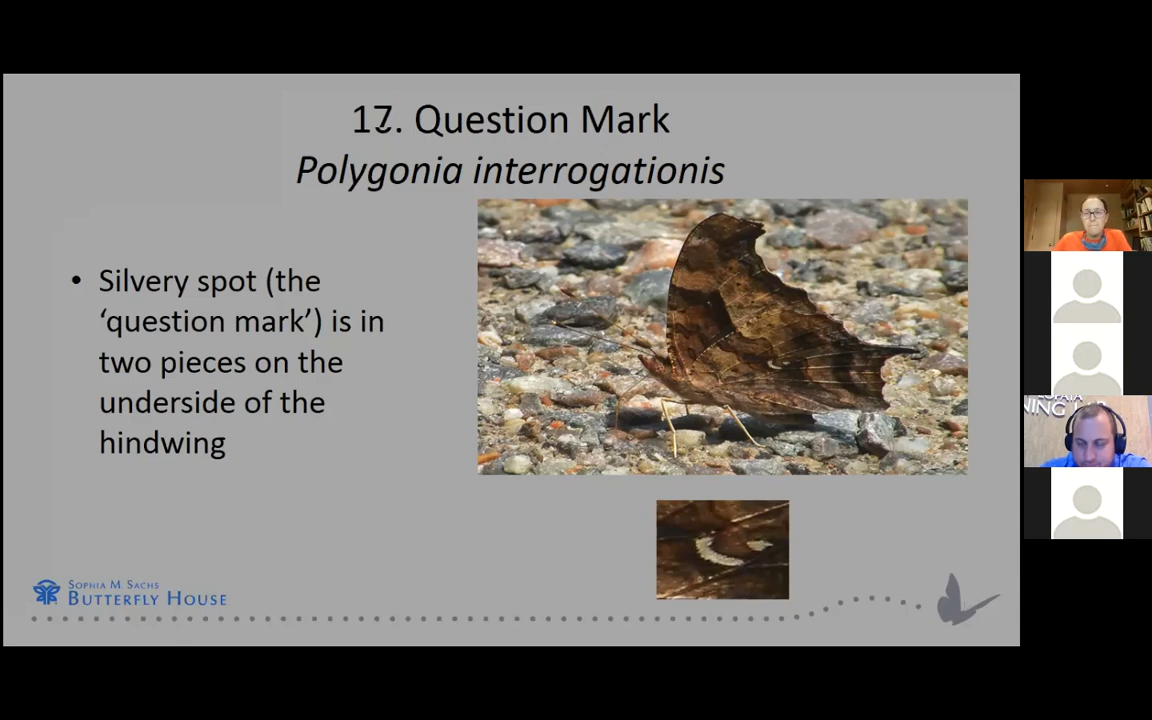 17. Question Mark
Polygonia interrogationis
• Silvery spot (the
‘question mark’) is in
two pieces on the
underside of the
hindwing
SOPHIA M. SACHS
BUTTERFLY HOUSE